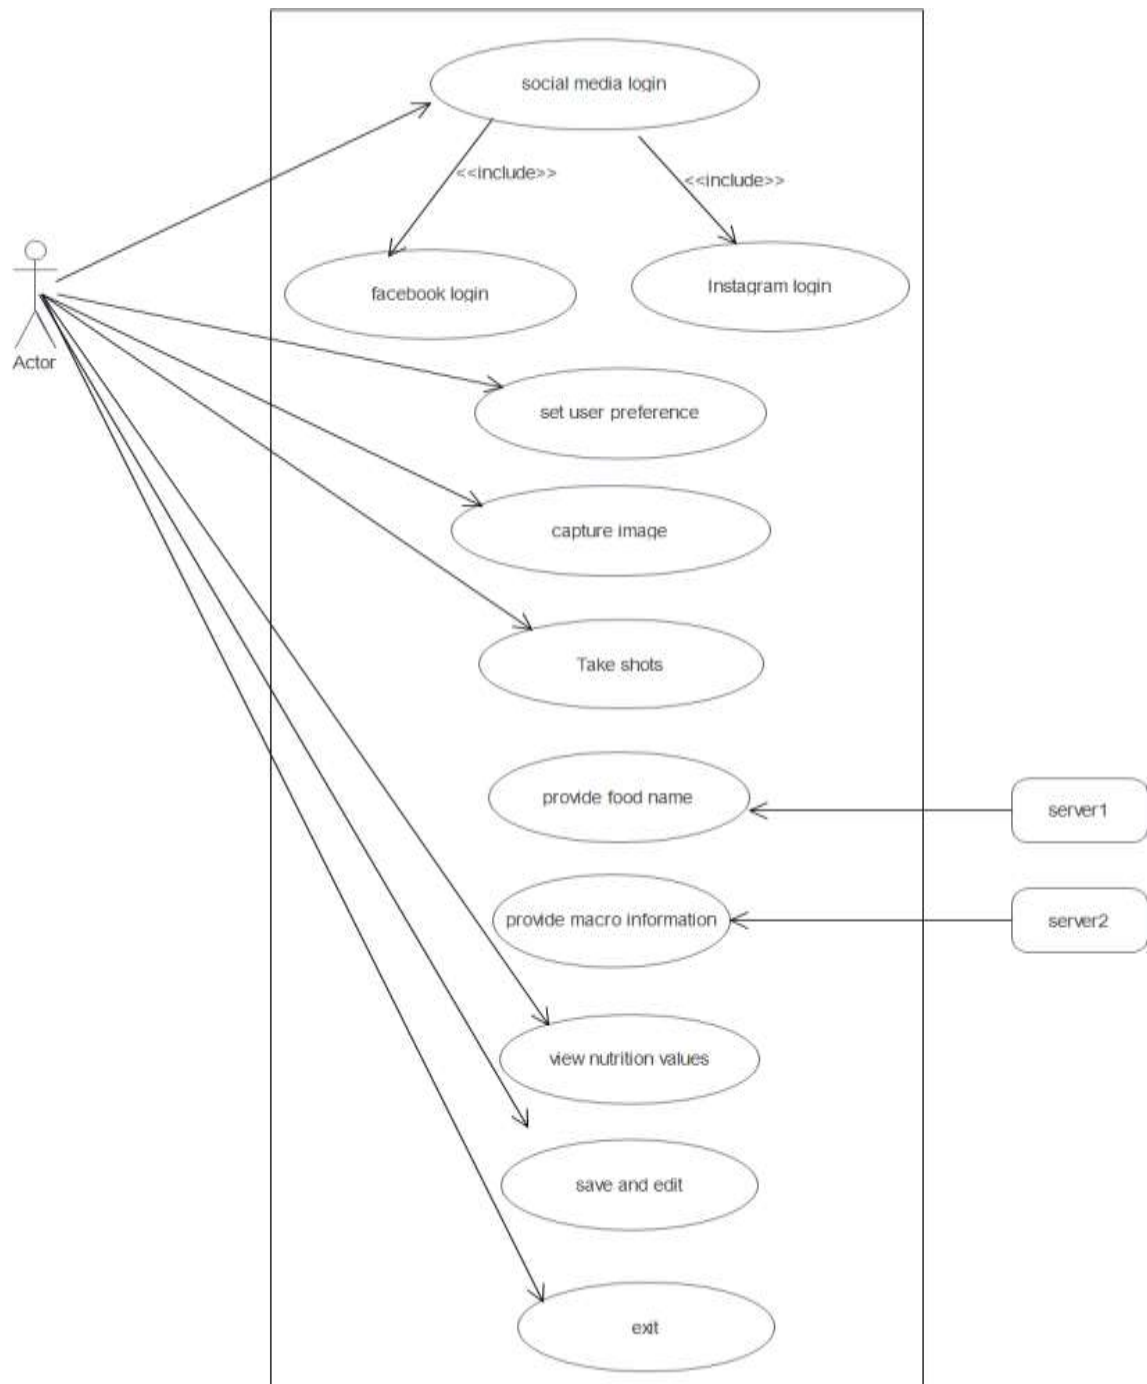 social media login
<<include>>
<<include>>
facebook login
Instagram login
Actor
set user preference
capture image
Take shots
provide food name
server1
provide macro information
server2
view nutrition values
save and edit
exit